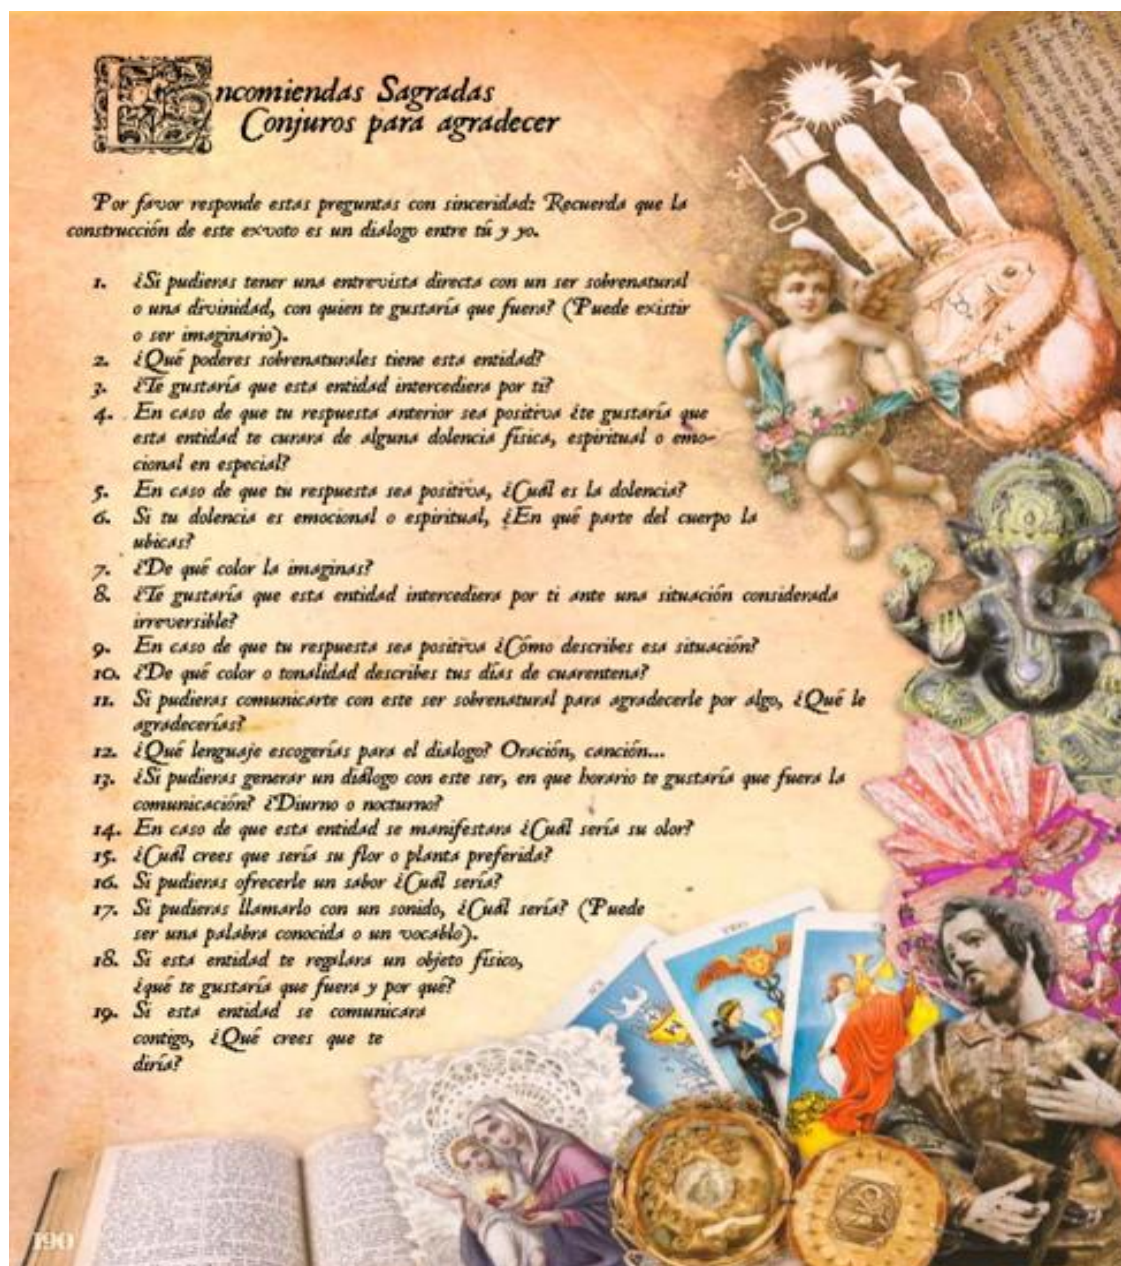 Encomiendas Sagradas
Conjuros para agradecer
Por favor responde estas preguntas con sinceridad: Recuerda que la
construcción de este exvoto es un dialogo entre tú y yo.
1. ¿Si pudieras tener una entrevista directa con un ser sobrenatural
o una divinidad, con quien te gustaría que fuera? (Puede existir
o ser imaginario).
2. ¿Qué poderes sobrenaturales tiene esta entidad?
3. ¿Te gustaría que esta entidad intercediera por ti?
4. En caso de que tu respuesta anterior sea positiva ¿te gustaría que
esta entidad te curara de alguna dolencia física, espiritual o emo-
cional en especial?
5. En caso de que tu respuesta sea positiva, ¿Cuál es la dolencia?
6. Si tu dolencia es emocional o espiritual, ¿En qué parte del cuerpo la
ubicas?
7. ¿De qué color la imaginas?
8. ¿Te gustaría que esta entidad intercediera por ti ante una situación considerada
irreversible?
9. En caso de que tu respuesta sea positiva ¿Cómo describes esa situación?
10. ¿De qué color o tonalidad describes tus días de cuarentena?
11. Si pudieras comunicarte con este ser sobrenatural para agradecerle por algo, ¿Qué le
agradecerías?
12. ¿Qué lenguaje escogerías para el dialogo? Oración, canción...
13. ¿Si pudieras generar un diálogo con este ser, en que horario te gustaría que fuera la
comunicación? ¿Diurno o nocturno?
14. En caso de que esta entidad se manifestara ¿Cuál sería su olor?
15. ¿Cuál crees que sería su flor o planta preferida?
16. Si pudieras ofrecerle un sabor ¿Cuál sería?
17. Si pudieras llamarlo con un sonido, ¿Cuál sería? (Puede
ser una palabra conocida o un vocablo).
18. Si esta entidad te regalara un objeto físico,
¿qué te gustaría que fuera y por qué?
19. Si esta entidad se comunicara
contigo, ¿Qué crees que te
diría?
190